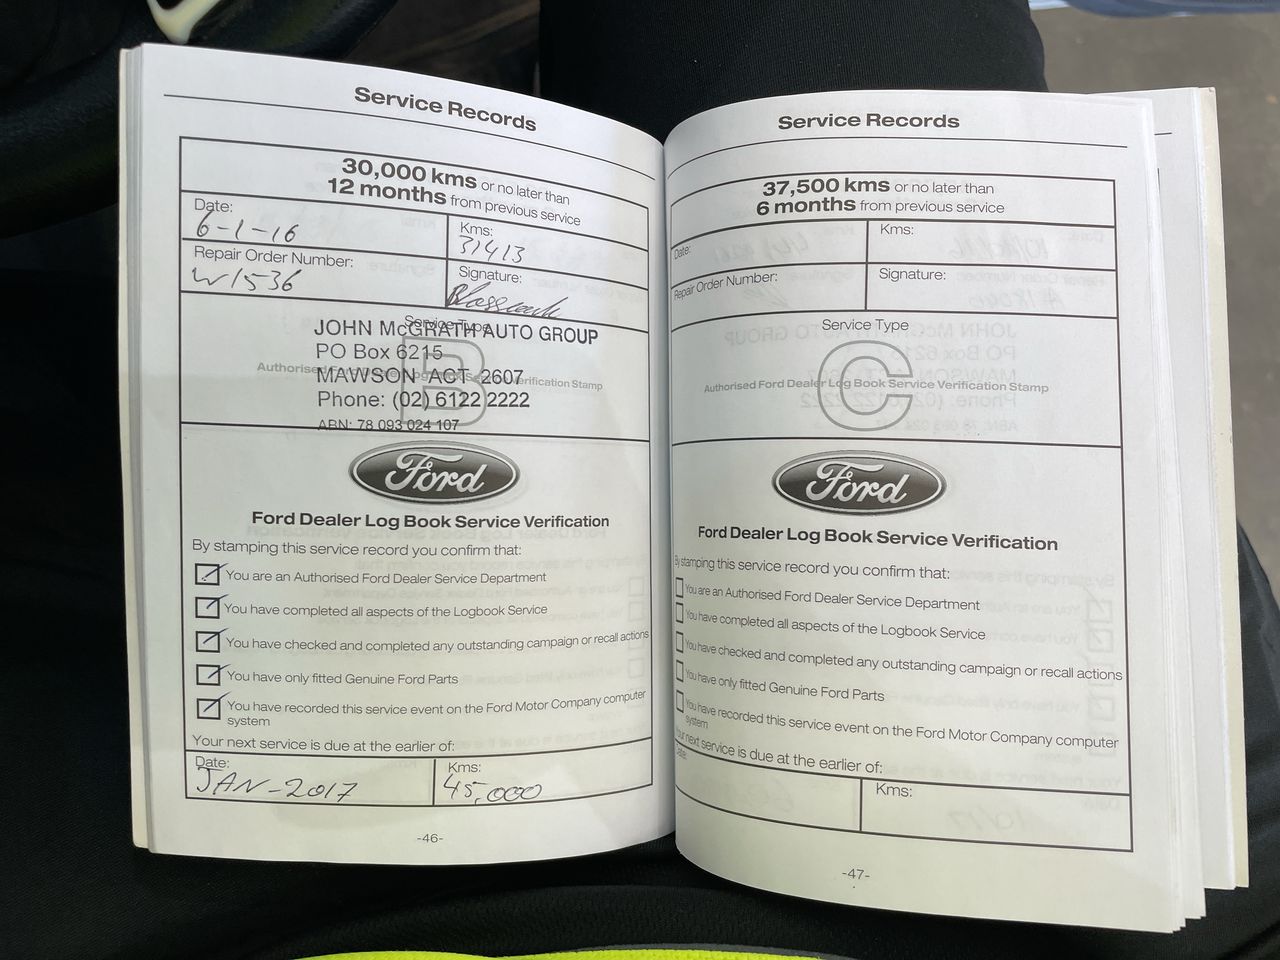 Service Records
30,000 kms or no later than
12 months from previous service
Date:
6-1-16
Kms:
31413
Repair Order Number:
W1536
Signature:
Service Type
B
Authorised Ford Dealer Log Book Service Verification Stamp
JOHN McGRATH AUTO GROUP
PO Box 6215
MAWSON ACT 2607
Phone: (02) 6122 2222
ABN: 78 093 024 107
Ford
Ford Dealer Log Book Service Verification
By stamping this service record you confirm that:
You are an Authorised Ford Dealer Service Department
You have completed all aspects of the Logbook Service
You have checked and completed any outstanding campaign or recall actions
You have only fitted Genuine Ford Parts
You have recorded this service event on the Ford Motor Company computer
system
Your next service is due at the earlier of:
Date:
JAN-2017
Kms:
45,000
-46-
Service Records
37,500 kms or no later than
6 months from previous service
Date:
Kms:
Repair Order Number:
Signature:
Service Type
C
Authorised Ford Dealer Log Book Service Verification Stamp
Ford
Ford Dealer Log Book Service Verification
By stamping this service record you confirm that:
You are an Authorised Ford Dealer Service Department
You have completed all aspects of the Logbook Service
You have checked and completed any outstanding campaign or recall actions
You have only fitted Genuine Ford Parts
You have recorded this service event on the Ford Motor Company computer
system
Your next service is due at the earlier of:
Date:
Kms:
-47-